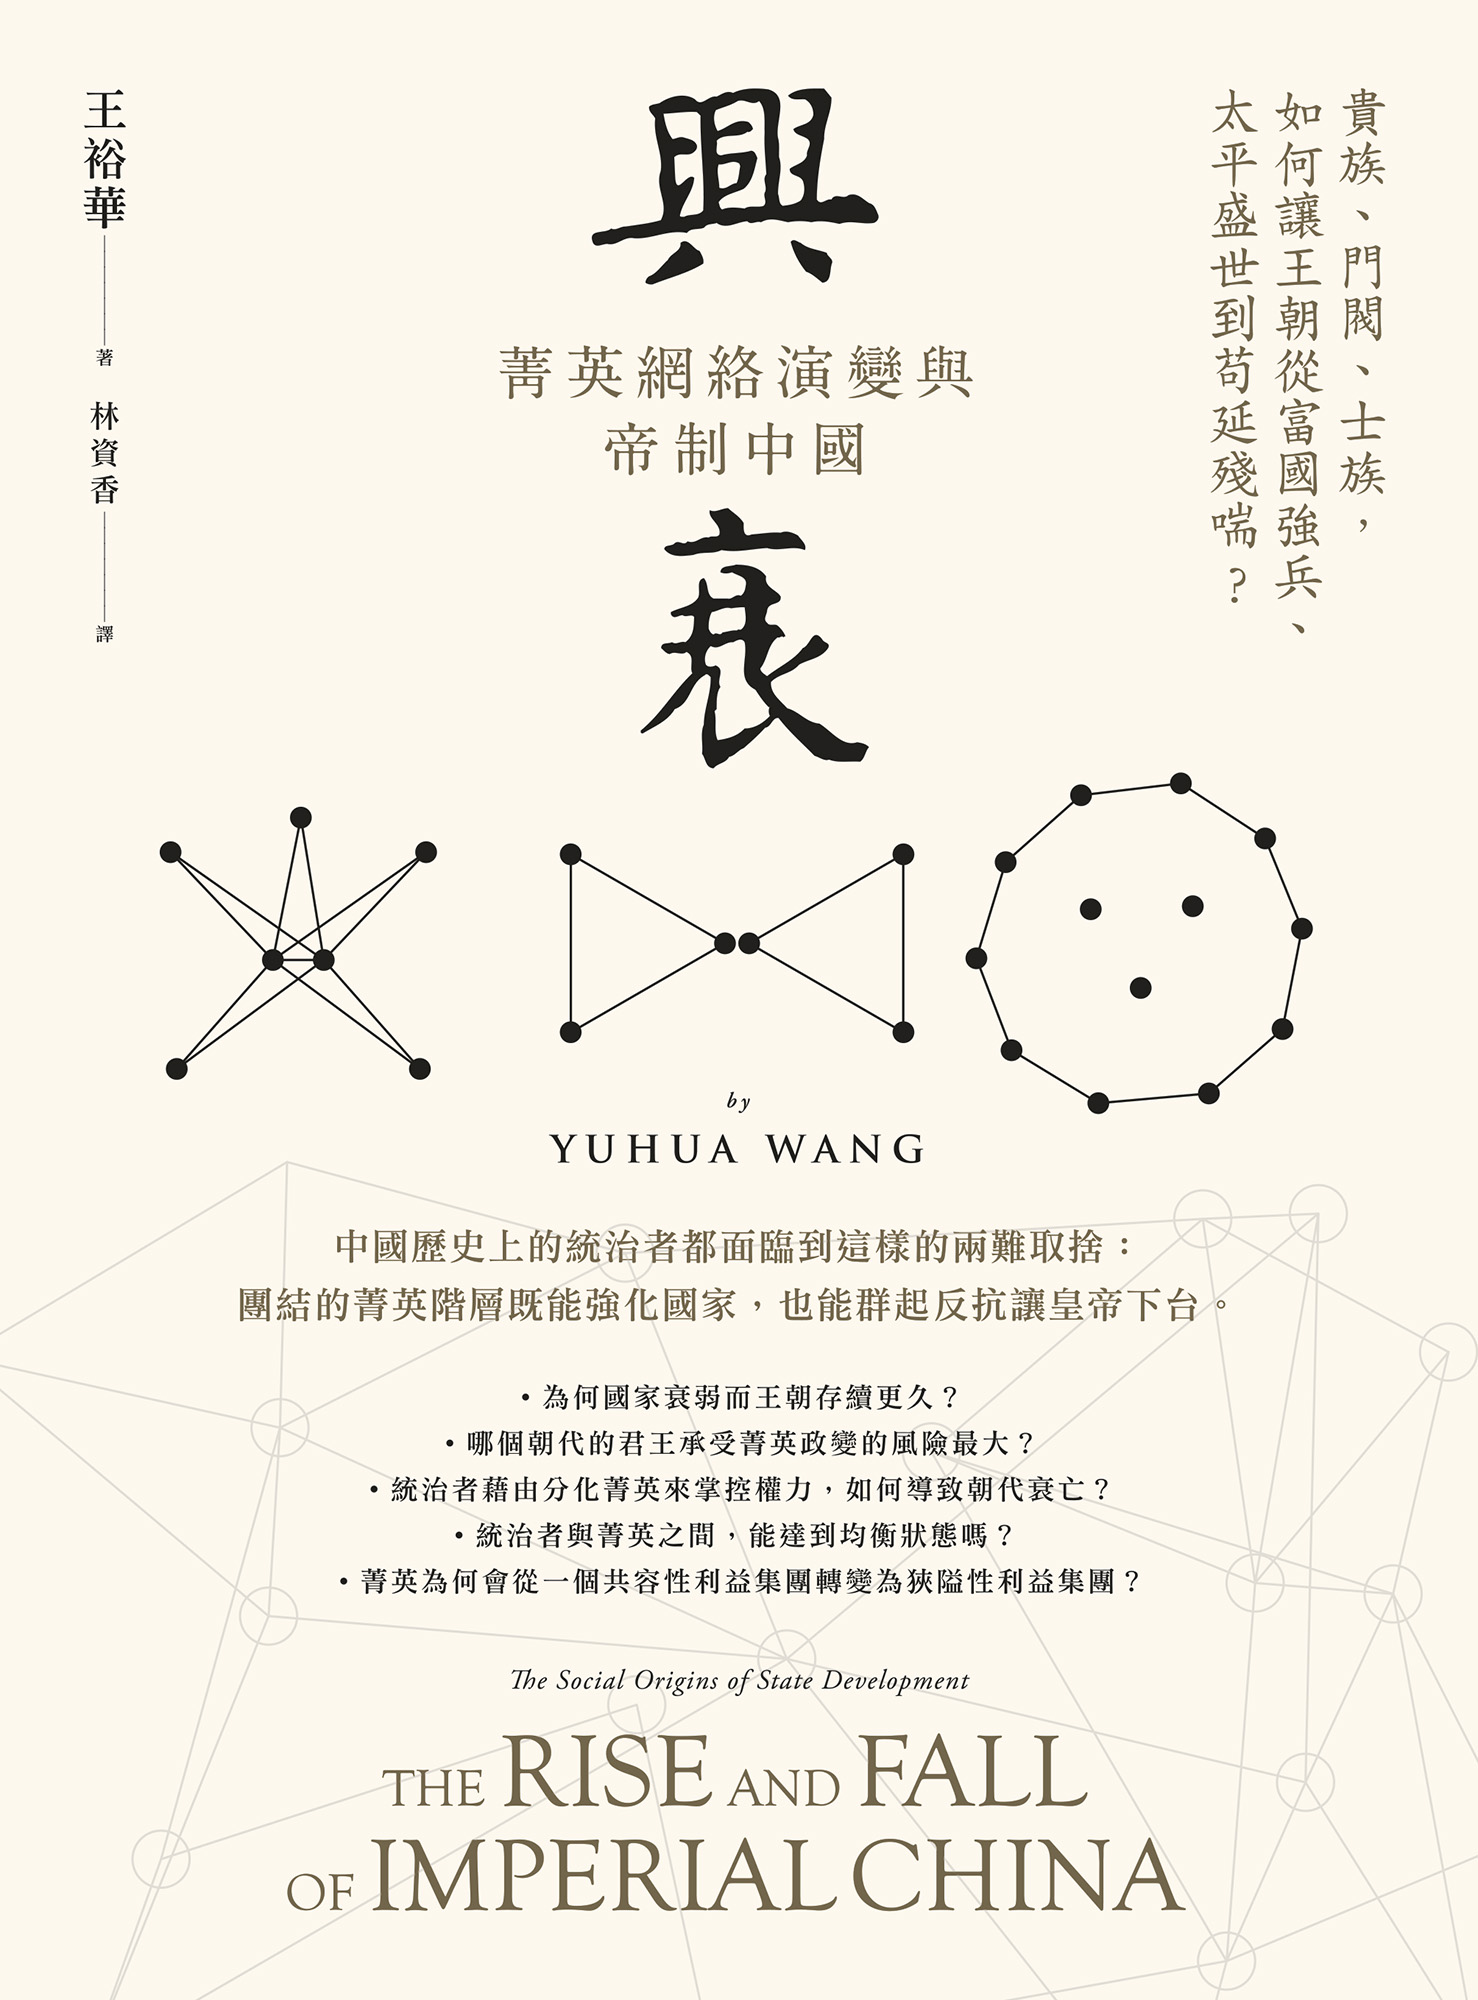 貴族、門閥、士族，
如何讓王朝從富國強兵、
太平盛世到苟延殘喘？
興
菁英網絡演變與
帝制中國
衰
王裕華 著 林資香 譯
by
YUHUA WANG
中國歷史上的統治者都面臨到這樣的兩難取捨：
團結的菁英階層既能強化國家，也能群起反抗讓皇帝下台。
•為何國家衰弱而王朝存續更久？
•哪個朝代的君王承受菁英政變的風險最大？
•統治者藉由分化菁英來掌控權力，如何導致朝代衰亡？
•統治者與菁英之間，能達到均衡狀態嗎？
•菁英為何會從一個共容性利益集團轉變為狹隘性利益集團？
The Social Origins of State Development
THE RISE AND FALL
OF IMPERIAL CHINA